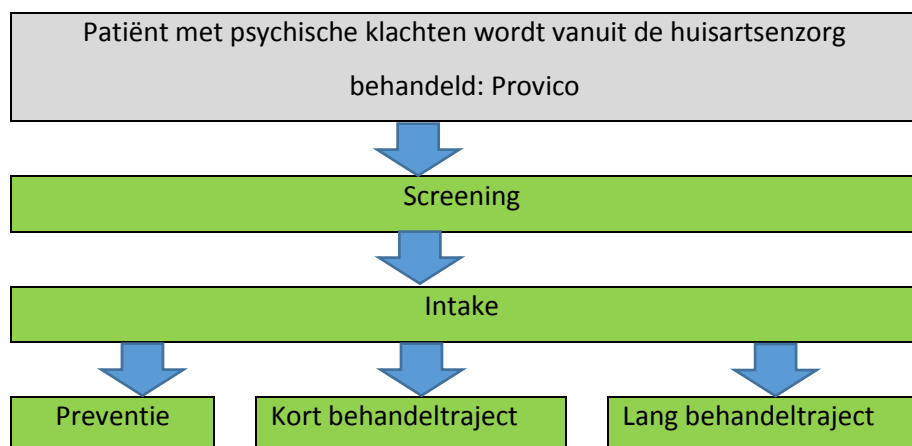 Patiënt met psychische klachten wordt vanuit de huisartsenzorg
behandeld: Provico
Screening
Intake
Preventie
Kort behandeltraject
Lang behandeltraject